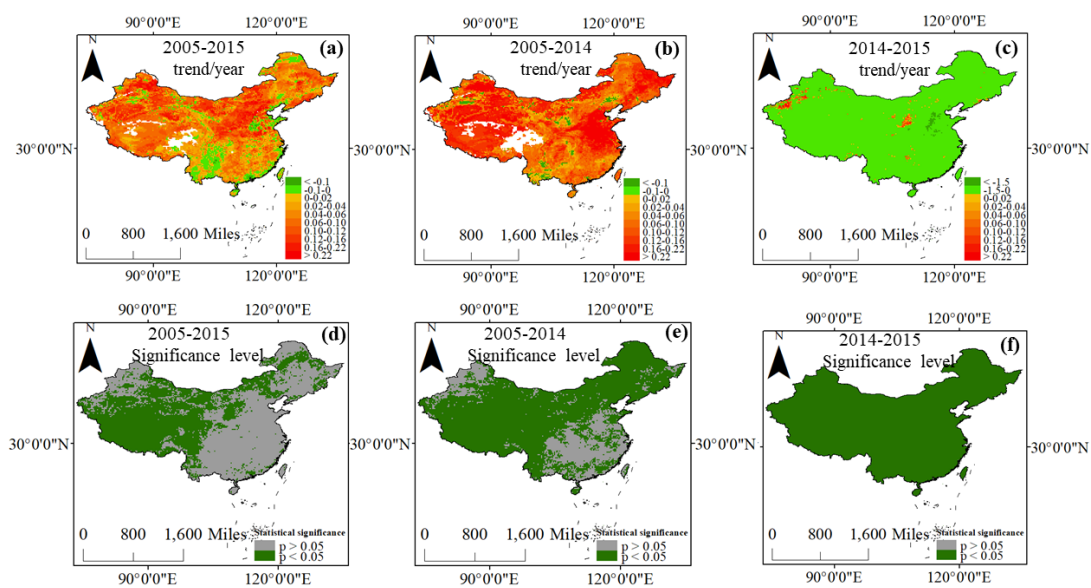 90°0'0"E 120°0'0"E
N 2005-2015 (a)
trend/year
30°0'0"N
< -0.1
-0.1-0
0-0.02
0.02-0.04
0.04-0.06
0.06-0.10
0.10-0.12
0.12-0.16
0.16-0.22
> 0.22
0 800 1,600 Miles
90°0'0"E 120°0'0"E
90°0'0"E 120°0'0"E
N 2005-2014 (b)
trend/year
30°0'0"N
< -0.1
-0.1-0
0-0.02
0.02-0.04
0.04-0.06
0.06-0.10
0.10-0.12
0.12-0.16
0.16-0.22
> 0.22
0 800 1,600 Miles
90°0'0"E 120°0'0"E
90°0'0"E 120°0'0"E
N 2014-2015 (c)
trend/year
30°0'0"N
< -1.5
-1.5-0
0-0.02
0.02-0.04
0.04-0.06
0.06-0.10
0.10-0.12
0.12-0.16
0.16-0.22
> 0.22
0 800 1,600 Miles
90°0'0"E 120°0'0"E
90°0'0"E 120°0'0"E
N 2005-2015 (d)
Significance level
30°0'0"N
0 800 1,600 Miles
Statistical significance
p > 0.05
p < 0.05
90°0'0"E 120°0'0"E
90°0'0"E 120°0'0"E
N 2005-2014 (e)
Significance level
30°0'0"N
0 800 1,600 Miles
Statistical significance
p > 0.05
p < 0.05
90°0'0"E 120°0'0"E
90°0'0"E 120°0'0"E
N 2014-2015 (f)
Significance level
30°0'0"N
0 800 1,600 Miles
Statistical significance
p > 0.05
p < 0.05
90°0'0"E 120°0'0"E